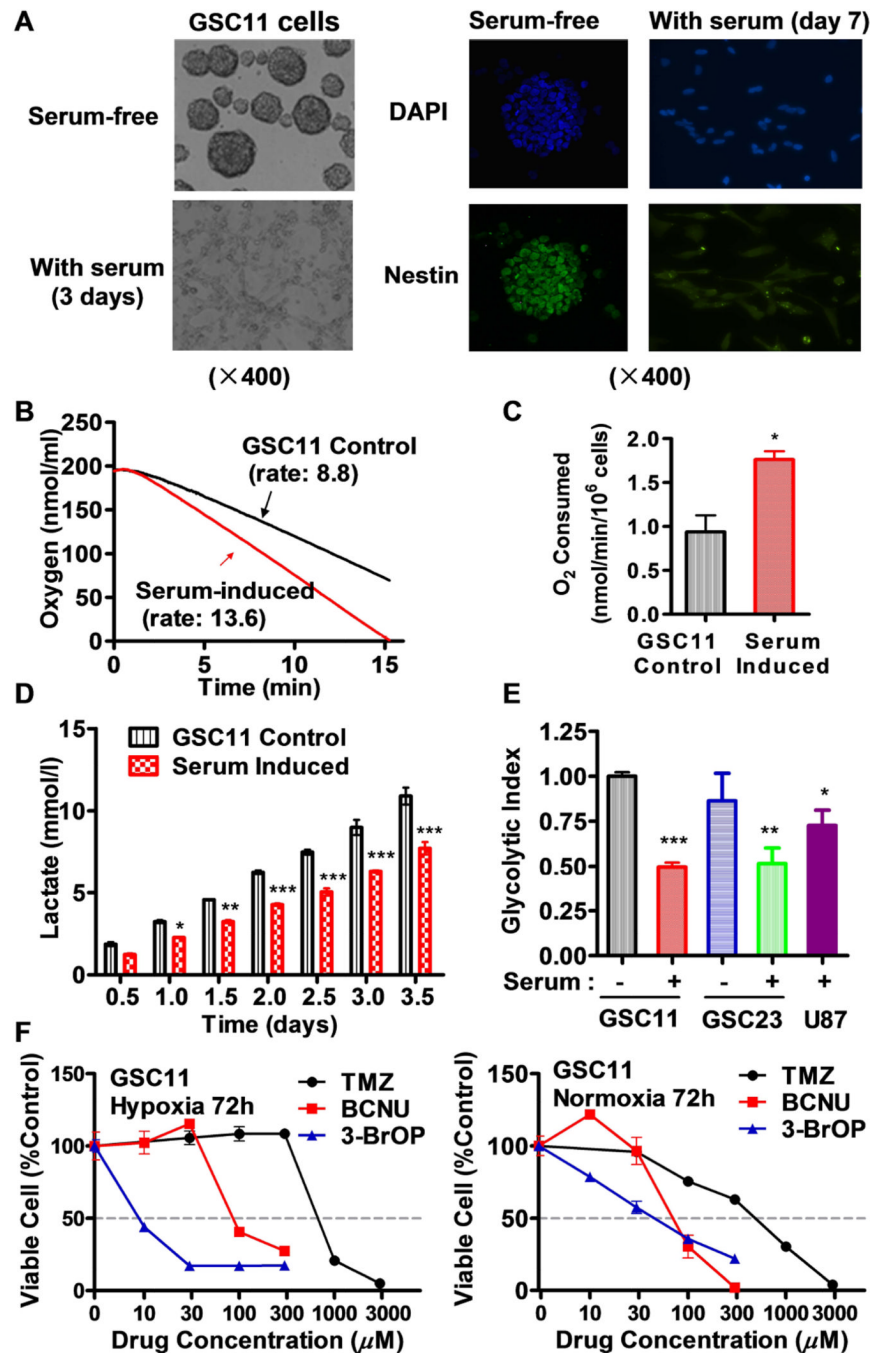 A
GSC11 cells
Serum-free
With serum (day 7)
Serum-free
DAPI
With serum
(3 days)
Nestin
(×400)
(×400)
B
Oxygen (nmol/ml)
250
200
150
100
50
0
GSC11 Control
(rate: 8.8)
Serum-induced
(rate: 13.6)
0 5 10 15
Time (min)
C
O2 Consumed
(nmol/min/10^6 cells)
2.0
1.5
1.0
0.5
0.0
*
GSC11
Control
Serum
Induced
D
Lactate (mmol/l)
15
10
5
0
GSC11 Control
Serum Induced
* ** *** *** *** ***
0.5 1.0 1.5 2.0 2.5 3.0 3.5
Time (days)
E
Glycolytic Index
1.25
1.00
0.75
0.50
0.25
0.00
*** ** *
Serum : - + - + +
GSC11 GSC23 U87
F
Viable Cell (%Control)
150
100
50
0
GSC11
Hypoxia 72h
TMZ
BCNU
3-BrOP
0 10 30 100 300 1000 3000
Drug Concentration (μM)
Viable Cell (%Control)
150
100
50
0
GSC11
Normoxia 72h
TMZ
BCNU
3-BrOP
0 10 30 100 300 1000 3000
Drug Concentration (μM)